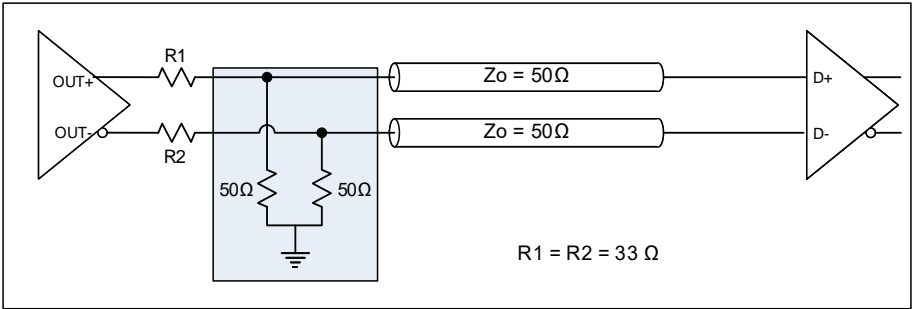 R1
OUT+
Zo = 50Ω
D+
OUT-
Zo = 50Ω
D-
R2
50Ω
50Ω
R1 = R2 = 33 Ω